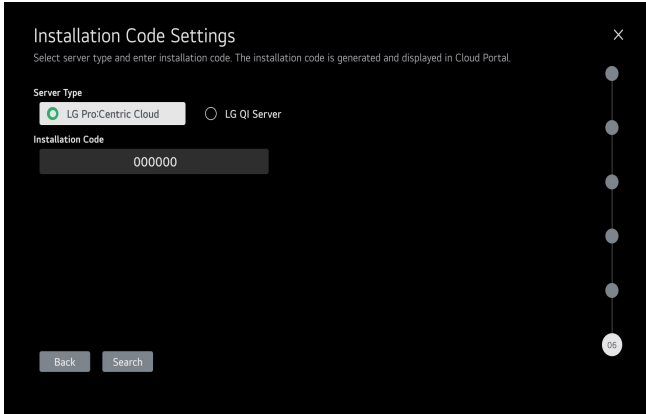 Installation Code Settings
Select server type and enter installation code. The installation code is generated and displayed in Cloud Portal.
Server Type
LG Pro:Centric Cloud
LG QI Server
Installation Code
000000
06
Back
Search